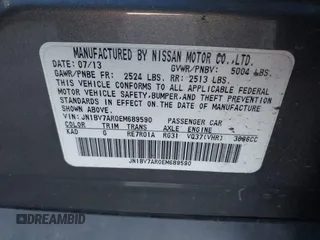 MANUFACTURED BY NISSAN MOTOR CO.,LTD.
DATE: 07/13 GVWR/PNBV: 5004 LBS.
GAWR/PNBE FR: 2524 LBS. RR: 2513 LBS.
THIS VEHICLE CONFORMS TO ALL APPLICABLE FEDERAL
MOTOR VEHICLE SAFETY,BUMPER,AND THEFT PREVENTION
STANDARDS IN EFFECT ON THE DATE OF MANUFACTURE
SHOWN ABOVE.
VIN: JN1BV7AR0EM689590 PASSENGER CAR
COLOR TRIM TRANS AXLE ENGINE
KAD G RE7R01A RG31 VQ37(VHR) 3696CC
JN1BV7AR0EM689590
AUTOBIDMASTER